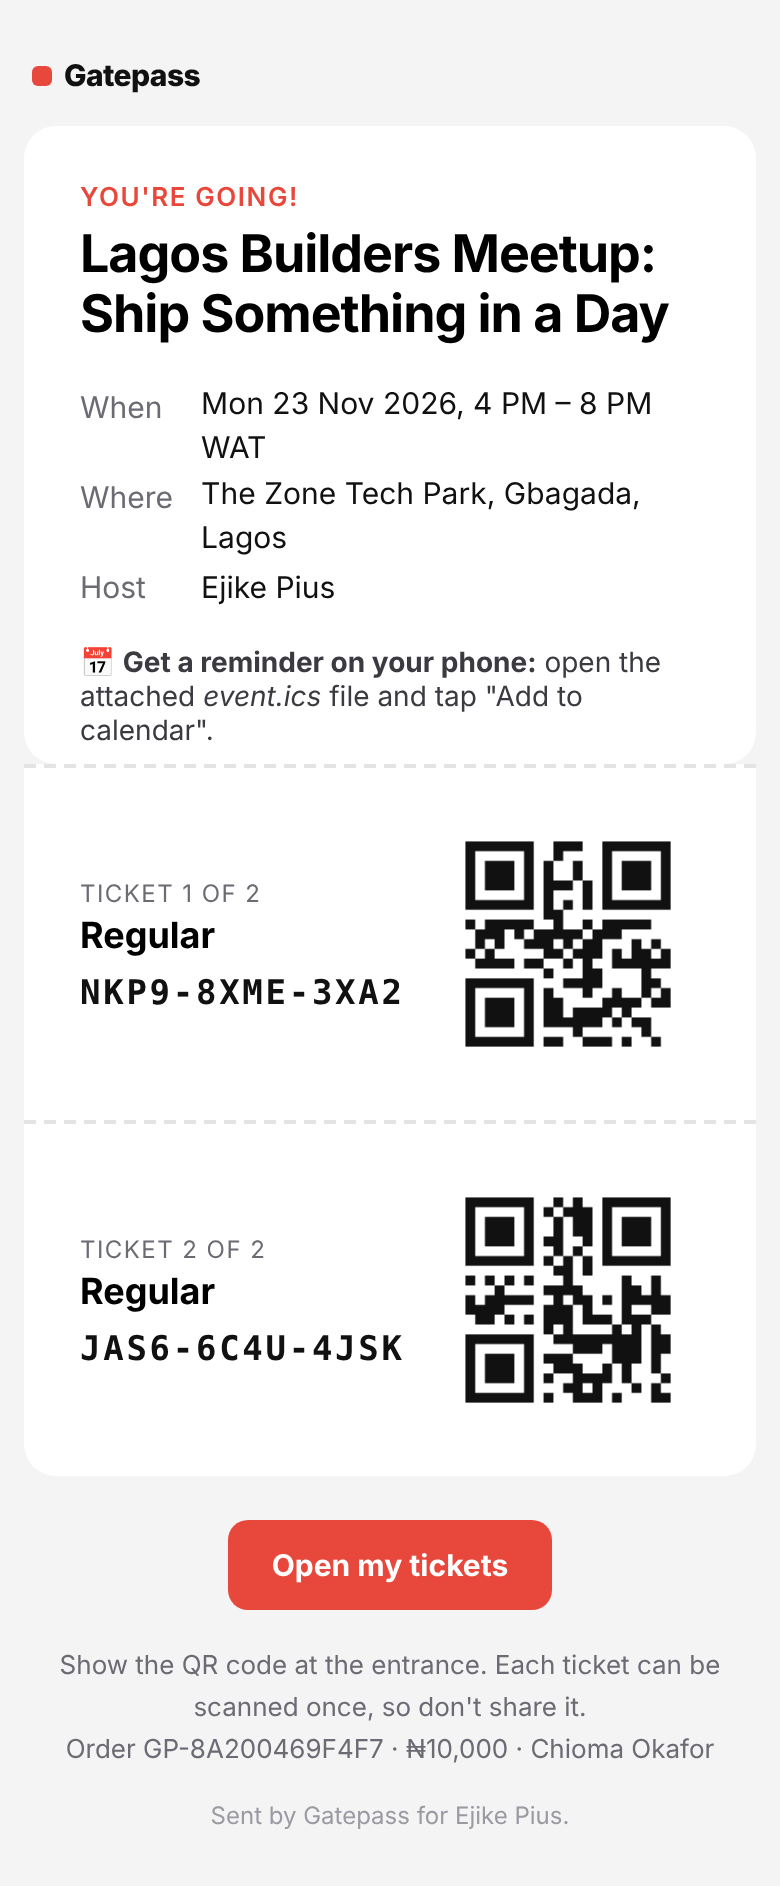 Gatepass
YOU'RE GOING!
Lagos Builders Meetup:
Ship Something in a Day
When Mon 23 Nov 2026, 4 PM – 8 PM
WAT
Where The Zone Tech Park, Gbagada,
Lagos
Host Ejike Pius
📅 Get a reminder on your phone: open the
attached event.ics file and tap "Add to
calendar".
TICKET 1 OF 2
Regular
NKP9-8XME-3XA2
TICKET 2 OF 2
Regular
JAS6-6C4U-4JSK
Open my tickets
Show the QR code at the entrance. Each ticket can be
scanned once, so don't share it.
Order GP-8A200469F4F7 · ₦10,000 · Chioma Okafor
Sent by Gatepass for Ejike Pius.